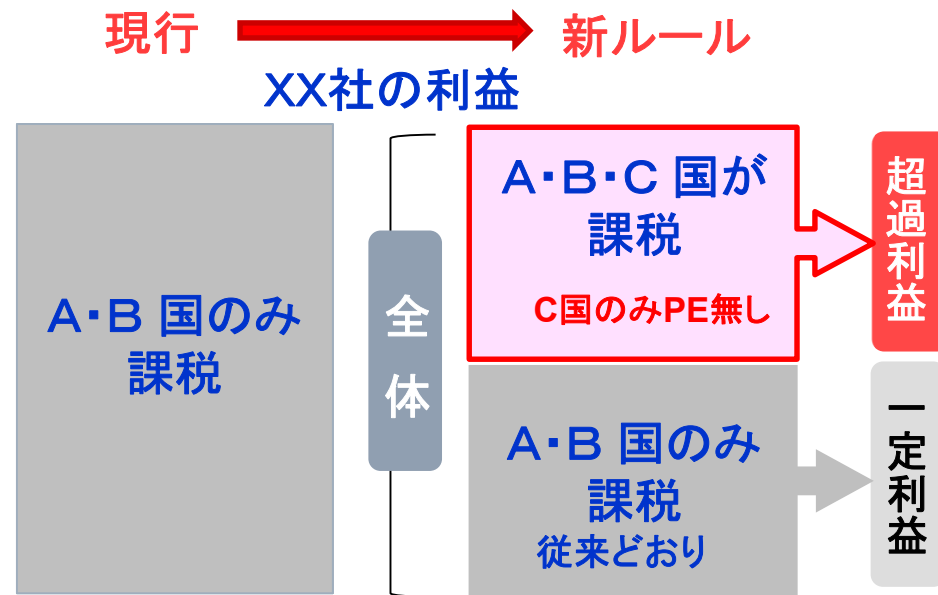 現行
新ルール
XX社の利益
A・B 国のみ
課税
全体
A・B・C 国が
課税
C国のみPE無し
超過利益
A・B 国のみ
課税
従来どおり
一定利益